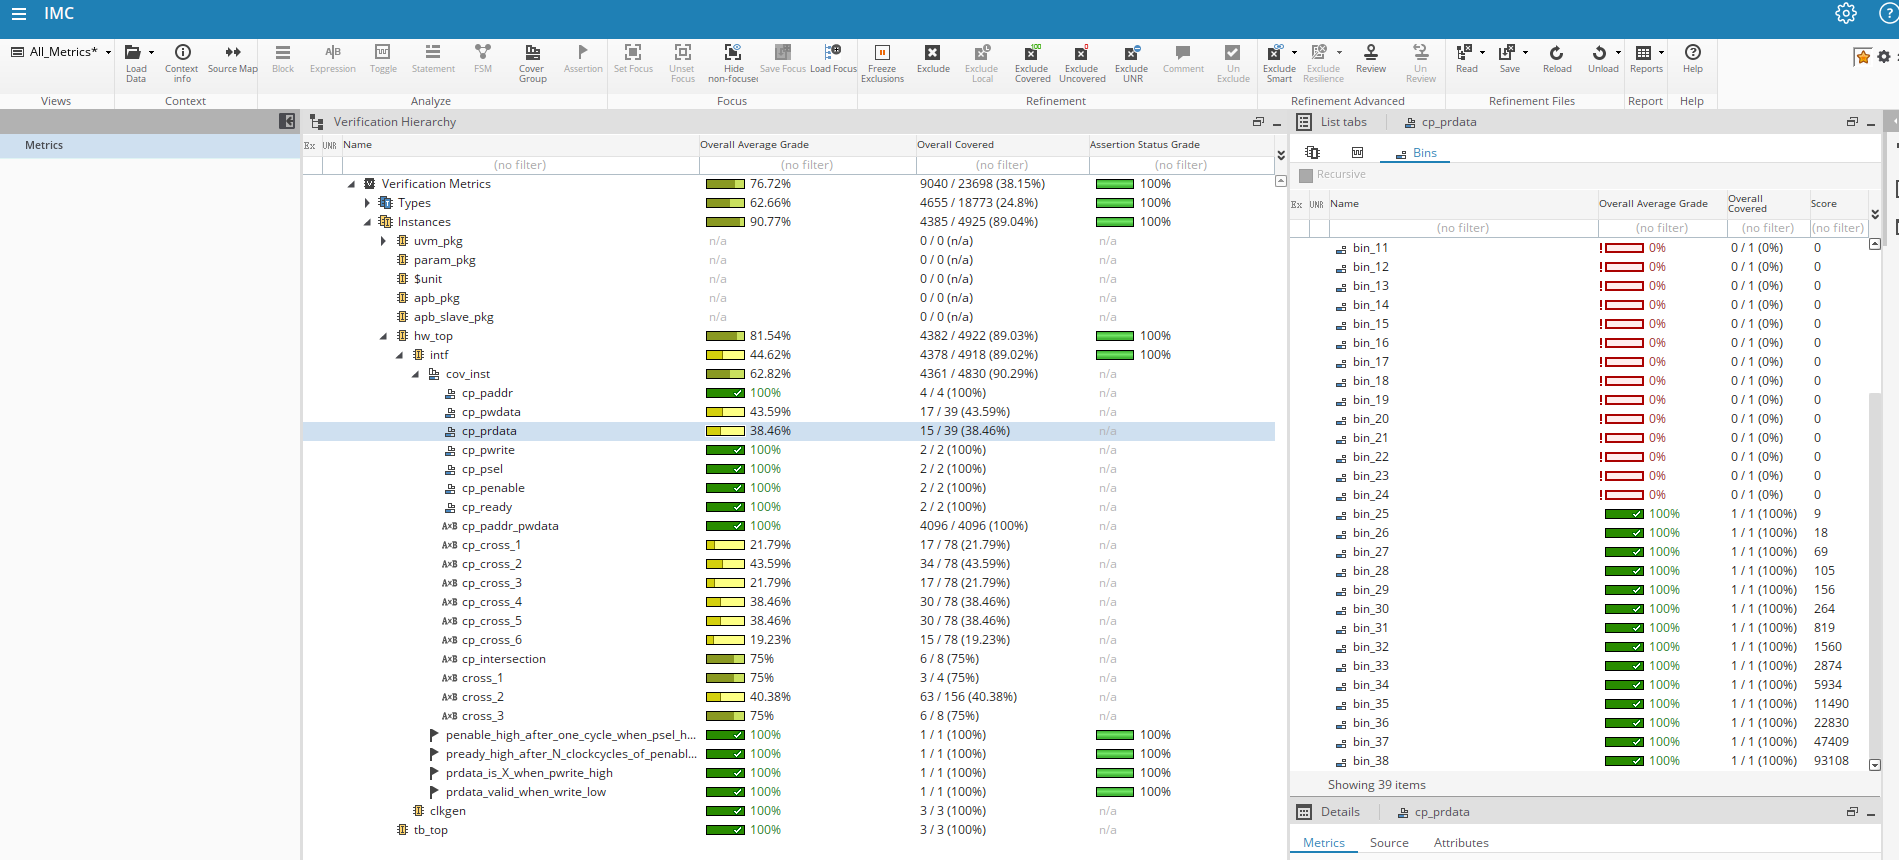 IMC
All_Metrics*
Load Data
Context Info
Source Map
Block
Expression
Toggle
Statement
FSM
Cover Group
Assertion
Set Focus
Unset Focus
Hide non-focused
Save Focus
Load Focus
Freeze Exclusions
Exclude
Exclude Local
Exclude Covered
Exclude Uncovered
Exclude UNR
Comment
Un Exclude
Exclude Smart
Exclude Resilience
Review
Un Review
Read
Save
Reload
Unload
Reports
Help
Views
Context
Analyze
Focus
Refinement
Refinement Advanced
Refinement Files
Report
Help
Metrics
Verification Hierarchy
Ex UNR Name Overall Average Grade Overall Covered Assertion Status Grade
(no filter) (no filter) (no filter) (no filter)
Verification Metrics 76.72% 9040 / 23698 (38.15%) 100%
Types 62.66% 4655 / 18773 (24.8%) 100%
Instances 90.77% 4385 / 4925 (89.04%) 100%
uvm_pkg n/a 0 / 0 (n/a) n/a
param_pkg n/a 0 / 0 (n/a) n/a
$unit n/a 0 / 0 (n/a) n/a
apb_pkg n/a 0 / 0 (n/a) n/a
apb_slave_pkg n/a 0 / 0 (n/a) n/a
hw_top 81.54% 4382 / 4922 (89.03%) 100%
intf 44.62% 4378 / 4918 (89.02%) 100%
cov_inst 62.82% 4361 / 4830 (90.29%) n/a
cp_paddr 100% 4 / 4 (100%) n/a
cp_pwdata 43.59% 17 / 39 (43.59%) n/a
cp_prdata 38.46% 15 / 39 (38.46%) n/a
cp_pwrite 100% 2 / 2 (100%) n/a
cp_psel 100% 2 / 2 (100%) n/a
cp_penable 100% 2 / 2 (100%) n/a
cp_ready 100% 2 / 2 (100%) n/a
AxB cp_paddr_pwdata 100% 4096 / 4096 (100%) n/a
AxB cp_cross_1 21.79% 17 / 78 (21.79%) n/a
AxB cp_cross_2 43.59% 34 / 78 (43.59%) n/a
AxB cp_cross_3 21.79% 17 / 78 (21.79%) n/a
AxB cp_cross_4 38.46% 30 / 78 (38.46%) n/a
AxB cp_cross_5 38.46% 30 / 78 (38.46%) n/a
AxB cp_cross_6 19.23% 15 / 78 (19.23%) n/a
AxB cp_intersection 75% 6 / 8 (75%) n/a
AxB cross_1 75% 3 / 4 (75%) n/a
AxB cross_2 40.38% 63 / 156 (40.38%) n/a
AxB cross_3 75% 6 / 8 (75%) n/a
penable_high_after_one_cycle_when_psel_h... 100% 1 / 1 (100%) 100%
pready_high_after_N_clockcycles_of_penabl... 100% 1 / 1 (100%) 100%
prdata_is_X_when_pwrite_high 100% 1 / 1 (100%) 100%
prdata_valid_when_write_low 100% 1 / 1 (100%) 100%
clkgen 100% 3 / 3 (100%) n/a
tb_top 100% 3 / 3 (100%) n/a
List tabs cp_prdata
Bins
Recursive
Ex UNR Name Overall Average Grade Overall Covered Score
(no filter) (no filter) (no filter) (no filter)
bin_11 0% 0 / 1 (0%) 0
bin_12 0% 0 / 1 (0%) 0
bin_13 0% 0 / 1 (0%) 0
bin_14 0% 0 / 1 (0%) 0
bin_15 0% 0 / 1 (0%) 0
bin_16 0% 0 / 1 (0%) 0
bin_17 0% 0 / 1 (0%) 0
bin_18 0% 0 / 1 (0%) 0
bin_19 0% 0 / 1 (0%) 0
bin_20 0% 0 / 1 (0%) 0
bin_21 0% 0 / 1 (0%) 0
bin_22 0% 0 / 1 (0%) 0
bin_23 0% 0 / 1 (0%) 0
bin_24 0% 0 / 1 (0%) 0
bin_25 100% 1 / 1 (100%) 9
bin_26 100% 1 / 1 (100%) 18
bin_27 100% 1 / 1 (100%) 69
bin_28 100% 1 / 1 (100%) 105
bin_29 100% 1 / 1 (100%) 156
bin_30 100% 1 / 1 (100%) 264
bin_31 100% 1 / 1 (100%) 819
bin_32 100% 1 / 1 (100%) 1560
bin_33 100% 1 / 1 (100%) 2874
bin_34 100% 1 / 1 (100%) 5934
bin_35 100% 1 / 1 (100%) 11490
bin_36 100% 1 / 1 (100%) 22830
bin_37 100% 1 / 1 (100%) 47409
bin_38 100% 1 / 1 (100%) 93108
Showing 39 items
Details cp_prdata
Metrics Source Attributes